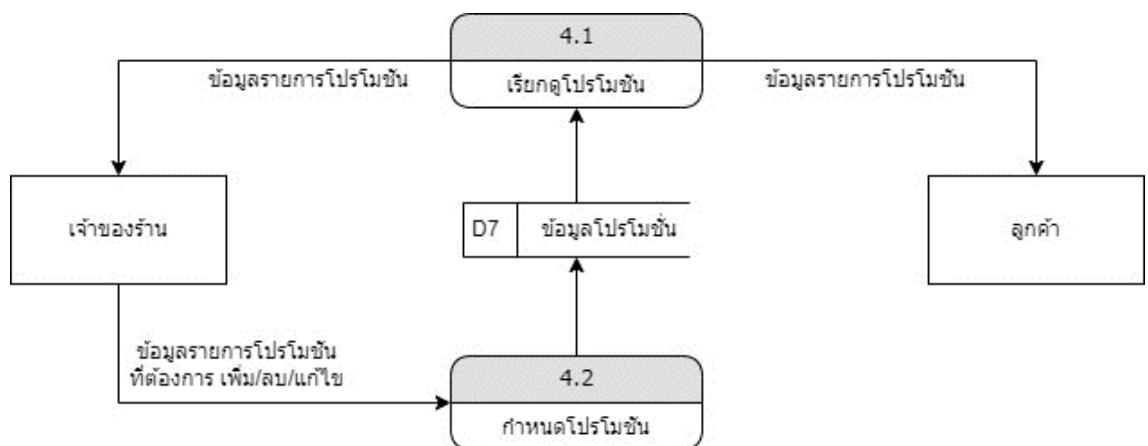 4.1
เรียกดูโปรโมชัน
ข้อมูลรายการโปรโมชัน
ข้อมูลรายการโปรโมชัน
เจ้าของร้าน
D7
ข้อมูลโปรโมชั่น
ลูกค้า
ข้อมูลรายการโปรโมชัน
ที่ต้องการ เพิ่ม/ลบ/แก้ไข
4.2
กำหนดโปรโมชัน